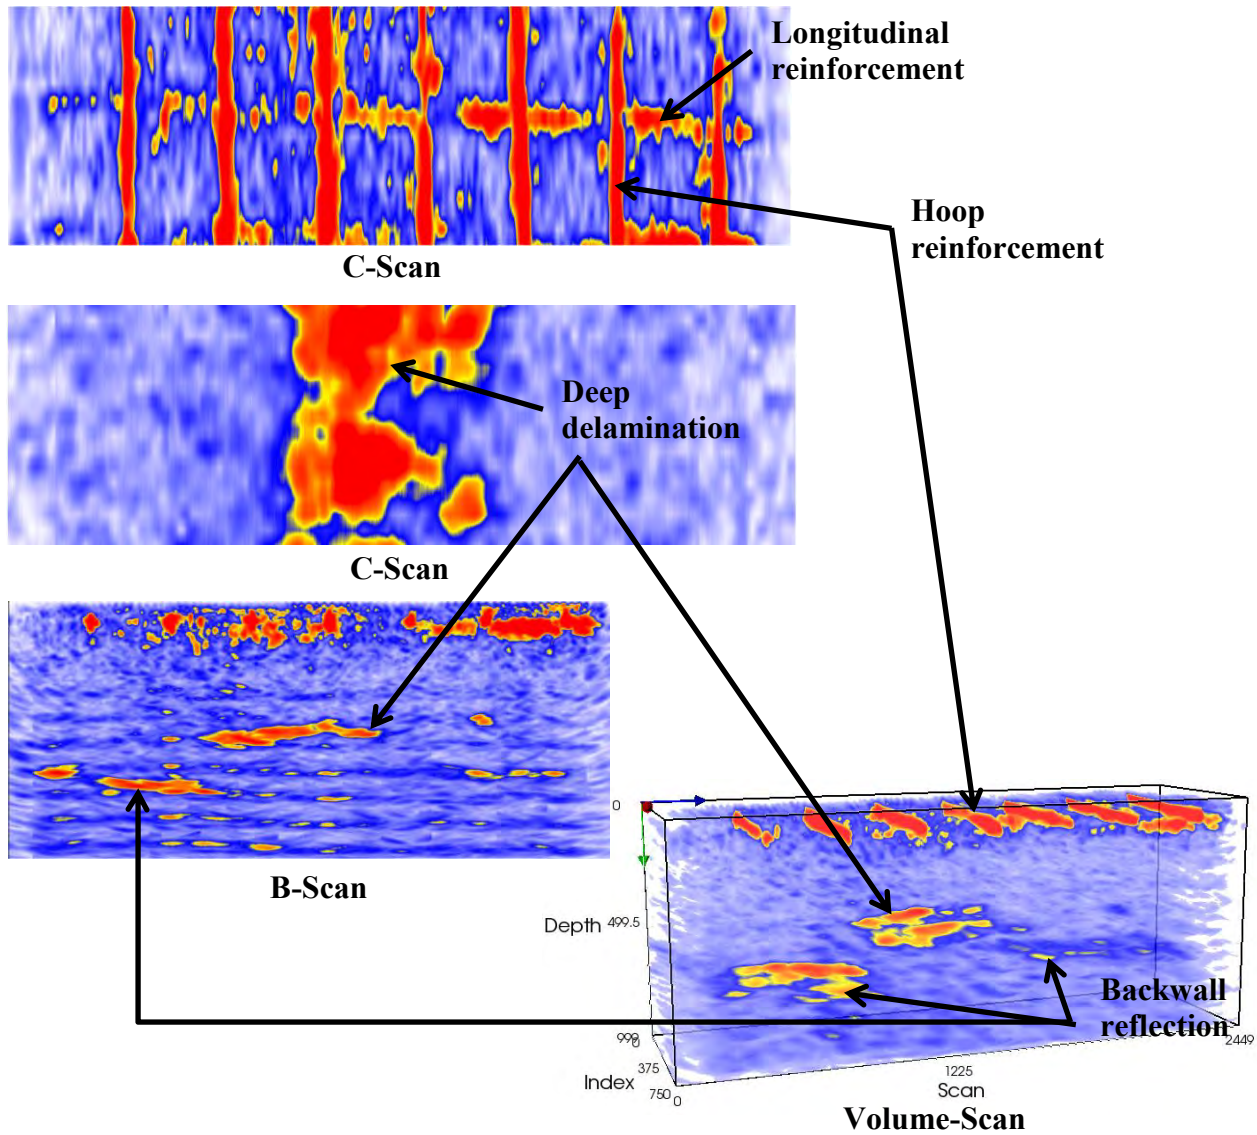 Longitudinal
reinforcement
Hoop
reinforcement
C-Scan
Deep
delamination
C-Scan
B-Scan
0
Depth
499.5
999
0
375
750
Index
0
1225
Scan
2449
Backwall
reflection
Volume-Scan